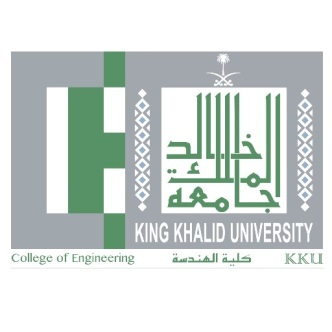 جامعة الملك خالد
KING KHALID UNIVERSITY
College of Engineering كلية الهندسة KKU